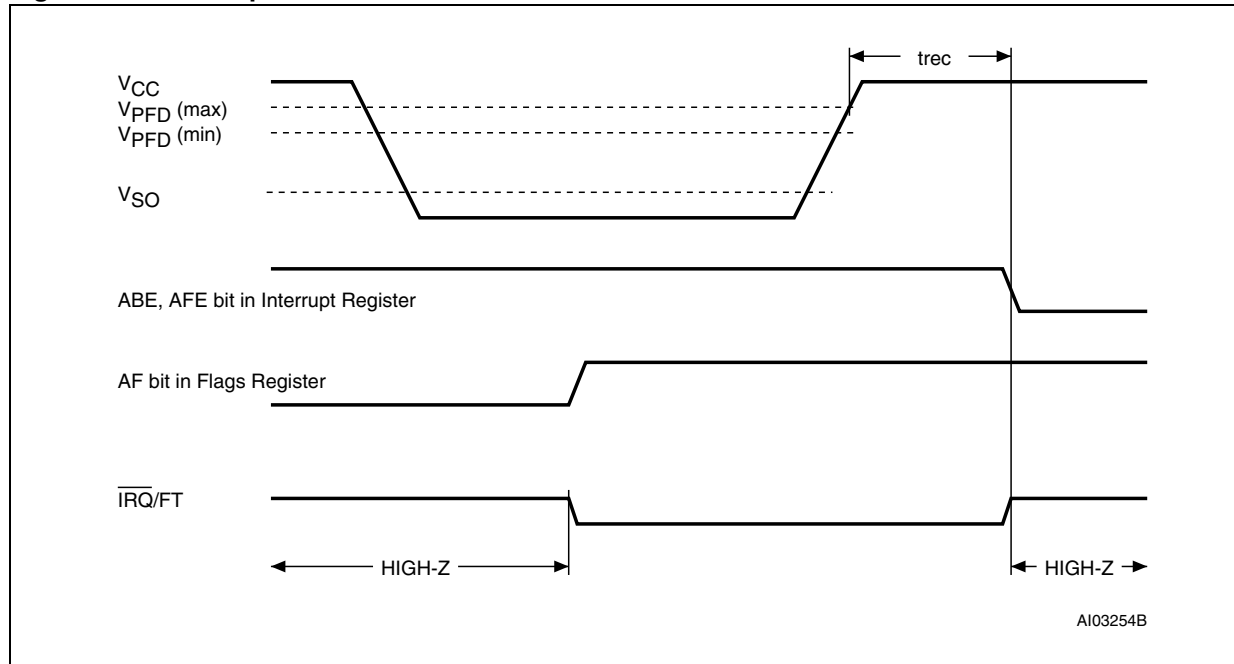 trec
VCC
VPFD (max)
VPFD (min)
VSO
ABE, AFE bit in Interrupt Register
AF bit in Flags Register
IRQ/FT
HIGH-Z
HIGH-Z
AI03254B